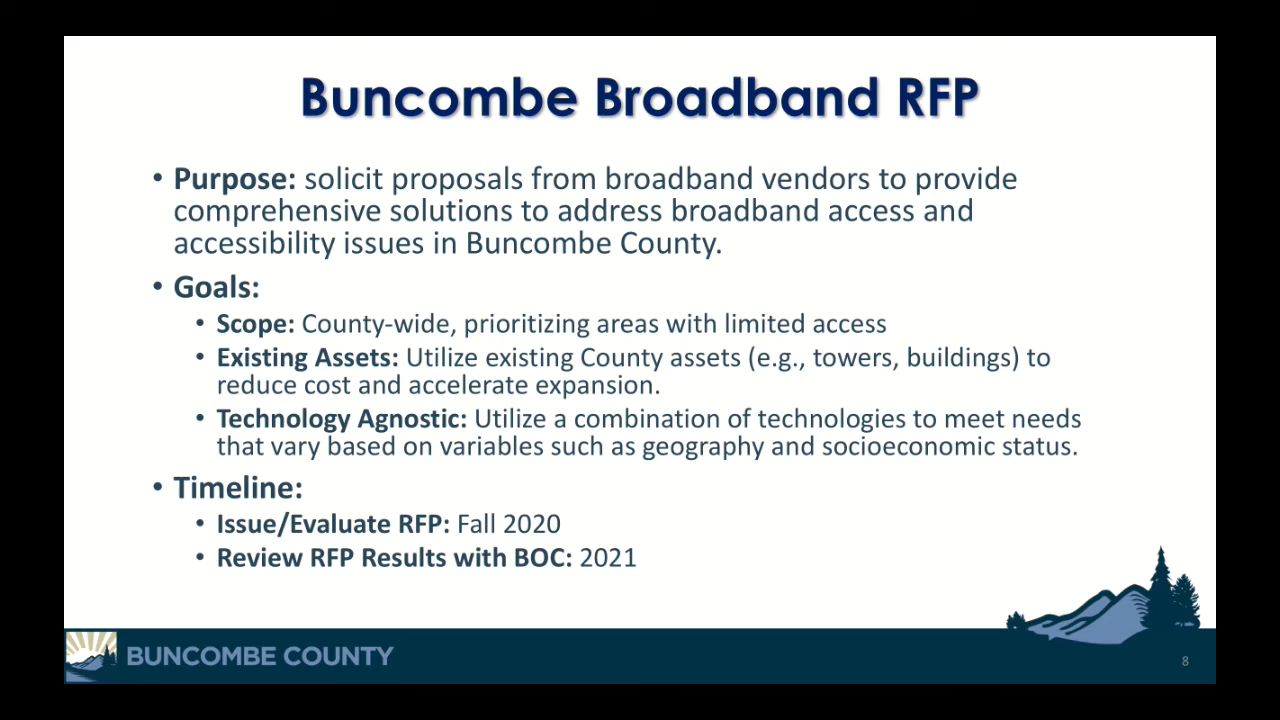 Buncombe Broadband RFP
• Purpose: solicit proposals from broadband vendors to provide
comprehensive solutions to address broadband access and
accessibility issues in Buncombe County.
• Goals:
• Scope: County-wide, prioritizing areas with limited access
• Existing Assets: Utilize existing County assets (e.g., towers, buildings) to
reduce cost and accelerate expansion.
• Technology Agnostic: Utilize a combination of technologies to meet needs
that vary based on variables such as geography and socioeconomic status.
• Timeline:
• Issue/Evaluate RFP: Fall 2020
• Review RFP Results with BOC: 2021
BUNCOMBE COUNTY
8